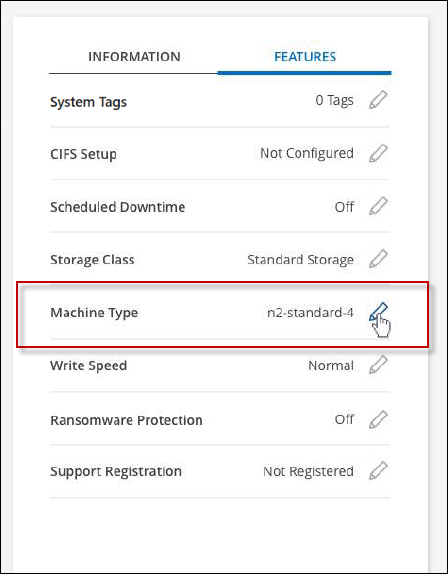 INFORMATION FEATURES
System Tags 0 Tags
CIFS Setup Not Configured
Scheduled Downtime Off
Storage Class Standard Storage
Machine Type n2-standard-4
Write Speed Normal
Ransomware Protection Off
Support Registration Not Registered